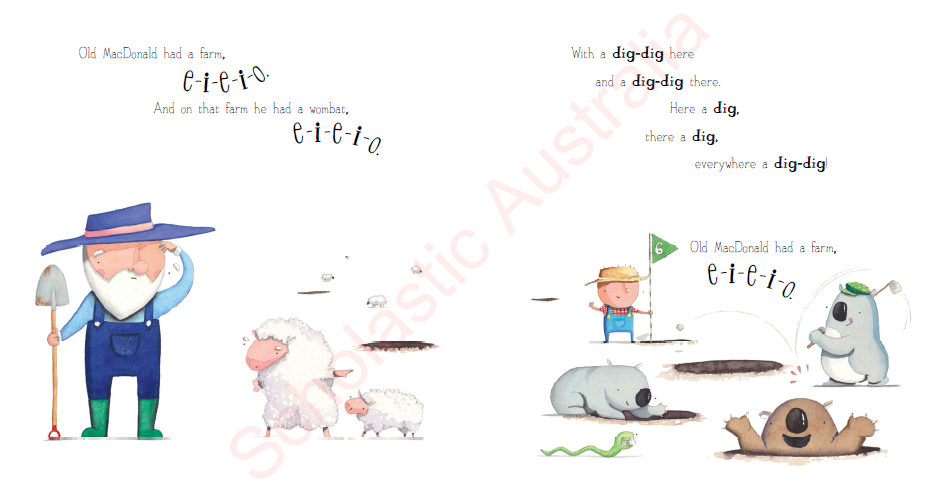 Old MacDonald had a farm,
e-i-e-i-o.
And on that farm he had a wombat,
e-i-e-i-o.
With a dig-dig here
and a dig-dig there.
Here a dig,
there a dig,
everywhere a dig-dig!
Old MacDonald had a farm,
e-i-e-i-o.
6
Scholastic Australia